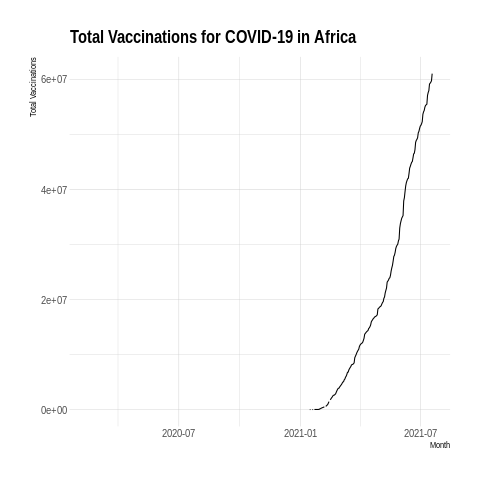 Total Vaccinations for COVID-19 in Africa
Total Vaccinations
6e+07
4e+07
2e+07
0e+00
2020-07 2021-01 2021-07
Month